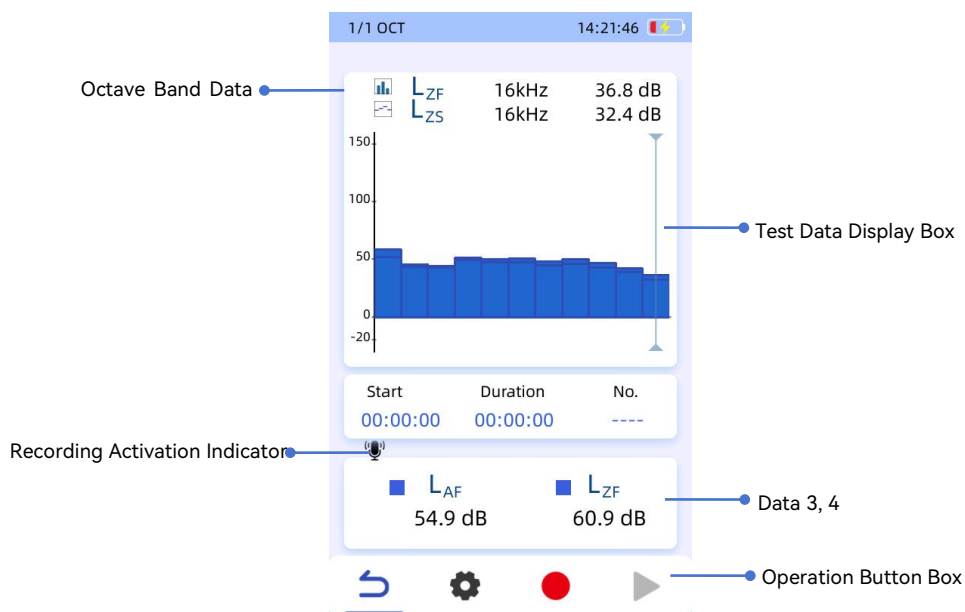 1/1 OCT 14:21:46
Octave Band Data
LZF 16kHz 36.8 dB
LZS 16kHz 32.4 dB
150
100
50
0
-20
Test Data Display Box
Start Duration No.
00:00:00 00:00:00 ----
Recording Activation Indicator
LAF LZF
54.9 dB 60.9 dB
Data 3, 4
Operation Button Box